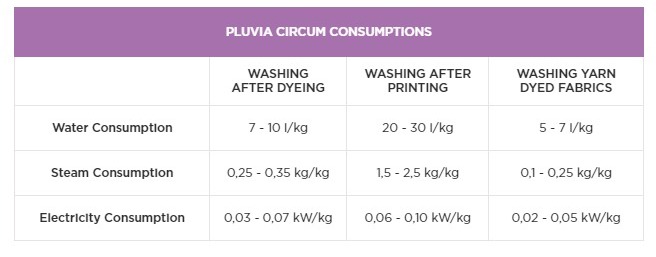 PLUVIA CIRCUM CONSUMPTIONS
WASHING AFTER DYEING
WASHING AFTER PRINTING
WASHING YARN DYED FABRICS
Water Consumption 7 - 10 l/kg 20 - 30 l/kg 5 - 7 l/kg
Steam Consumption 0,25 - 0,35 kg/kg 1,5 - 2,5 kg/kg 0,1 - 0,25 kg/kg
Electricity Consumption 0,03 - 0,07 kW/kg 0,06 - 0,10 kW/kg 0,02 - 0,05 kW/kg